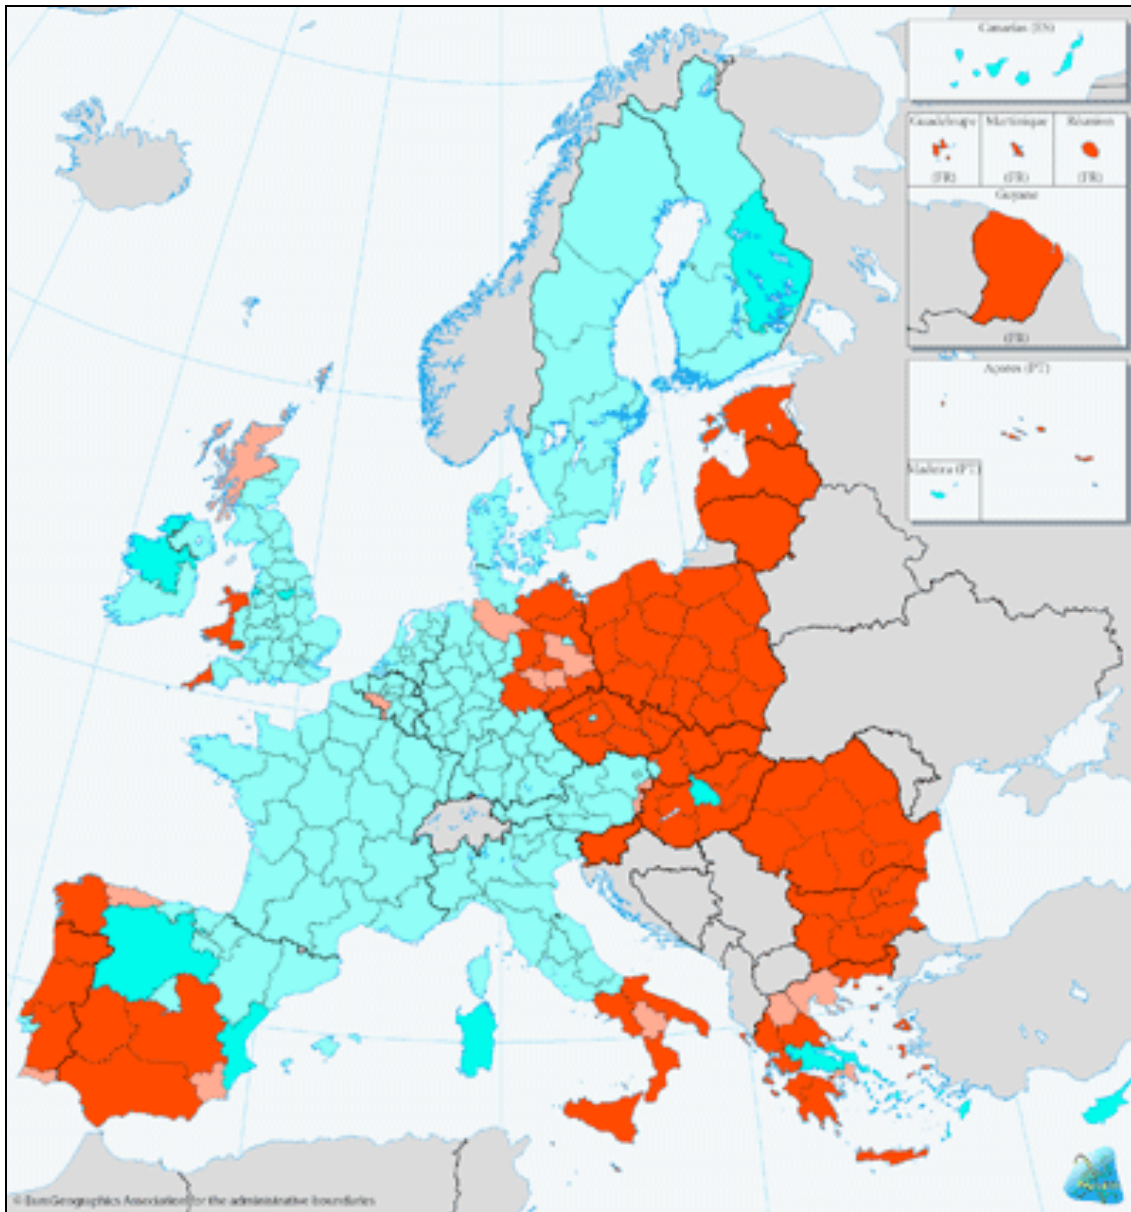 Canarias (ES)
Guadeloupe
Martinique
Réunion
(FR)
(FR)
(FR)
Guyane
(FR)
Açores (PT)
Madeira (PT)
© EuroGeographics Association for the administrative boundaries